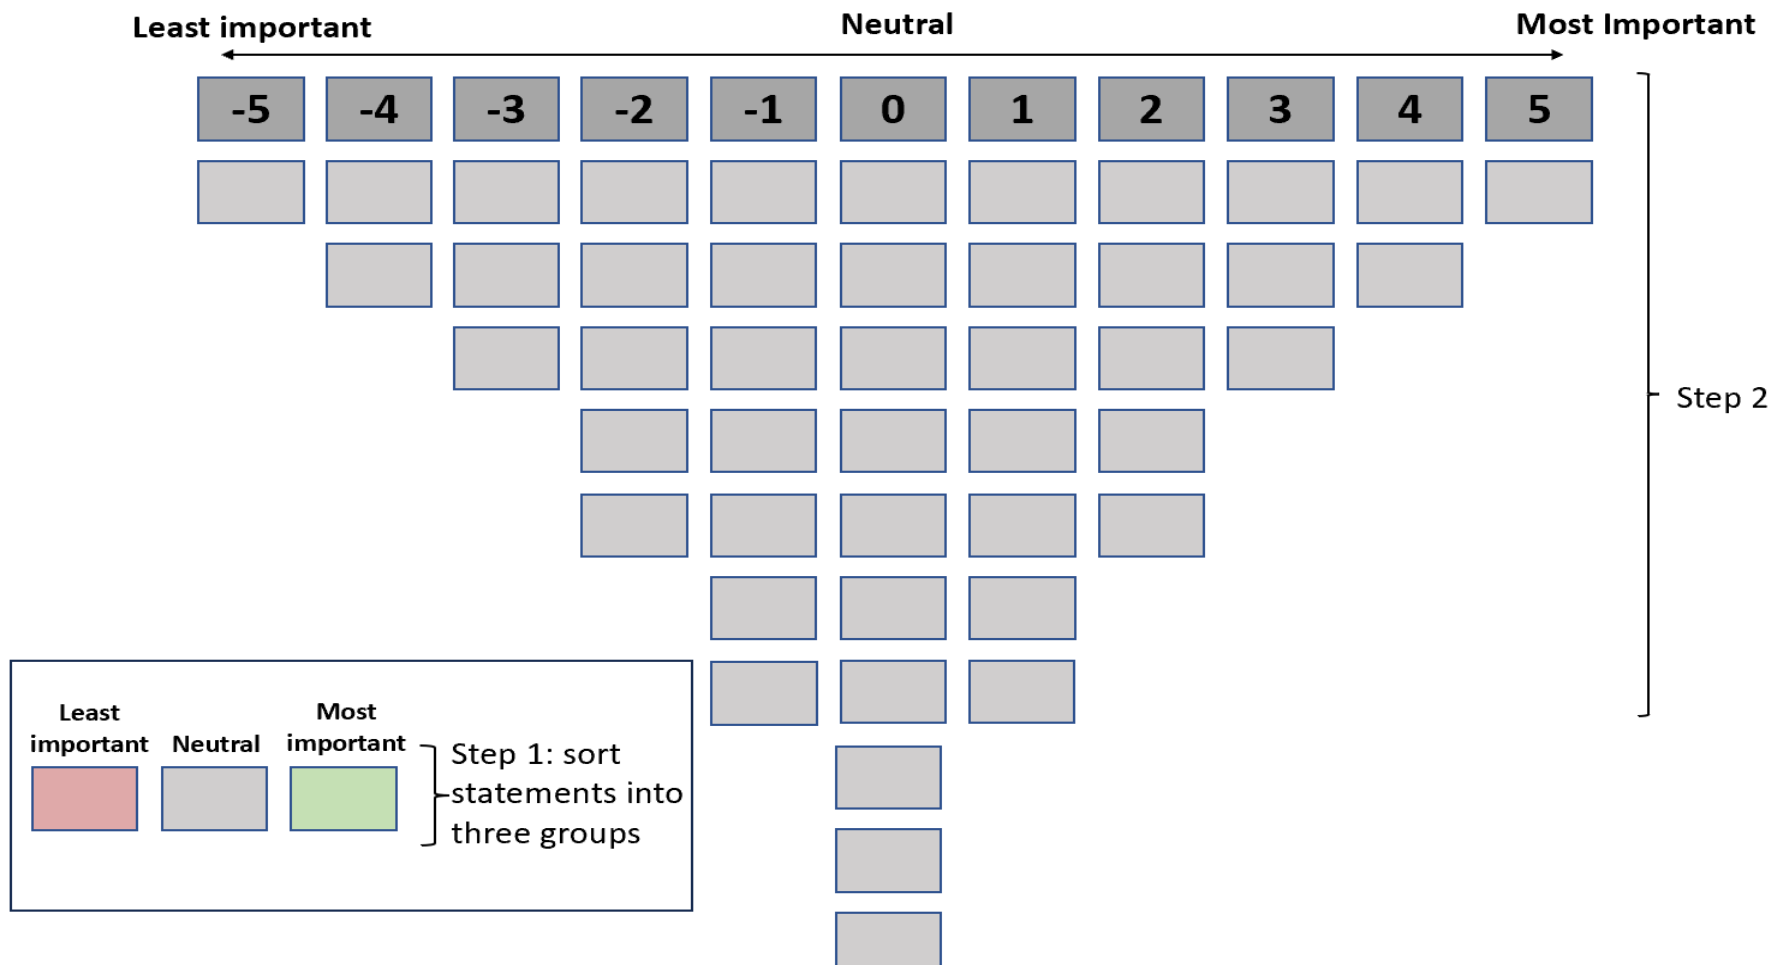 Least important Neutral Most Important
-5 -4 -3 -2 -1 0 1 2 3 4 5
Step 2
Least important
Neutral
Most important
Step 1: sort
statements into
three groups